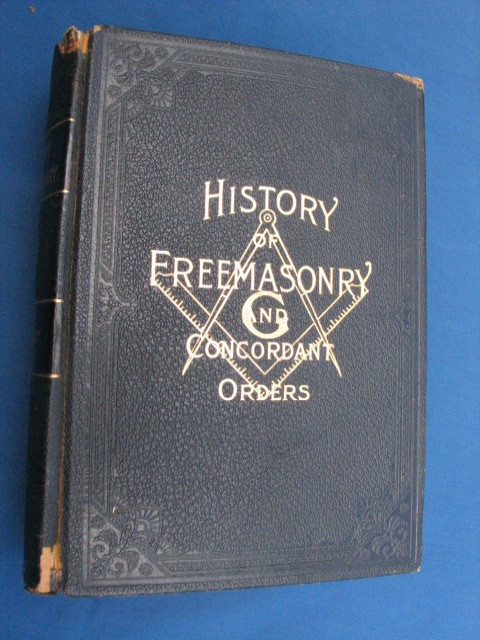 HISTORY
OF
FREEMASONRY
G
AND
CONCORDANT
ORDERS